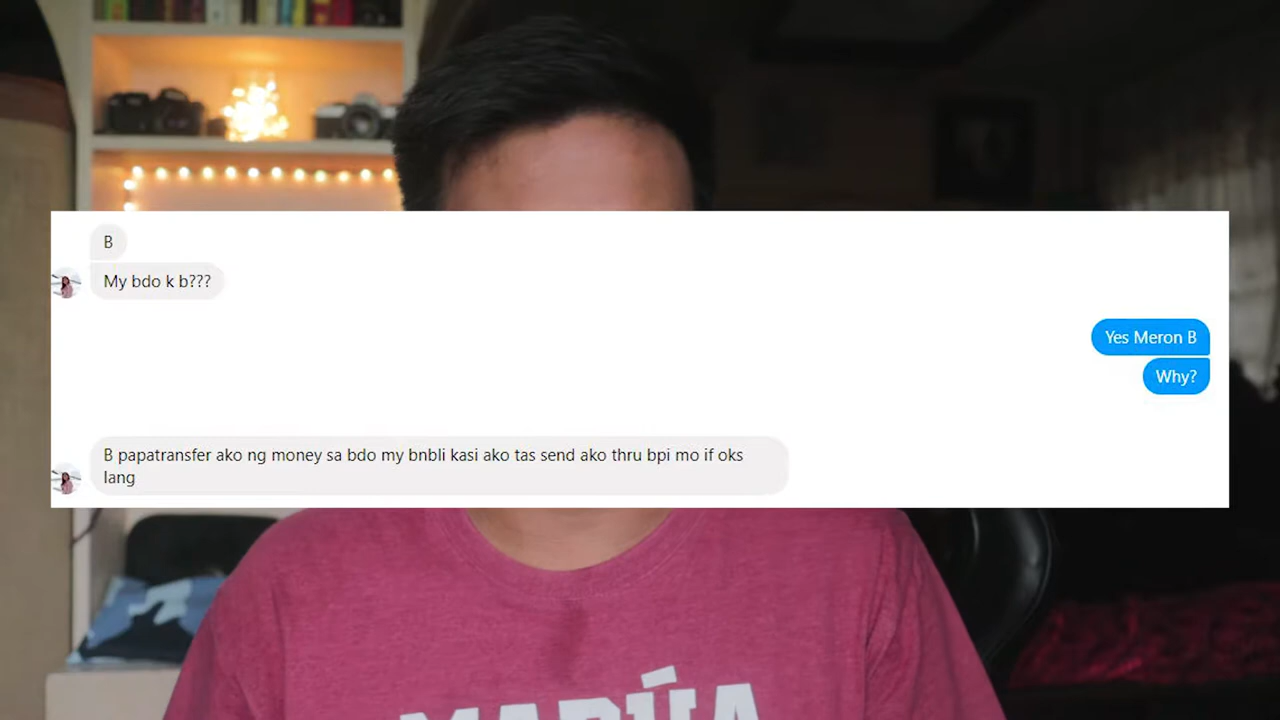 B
My bdo k b???
Yes Meron B
Why?
B papatransfer ako ng money sa bdo my bnbli kasi ako tas send ako thru bpi mo if oks
lang